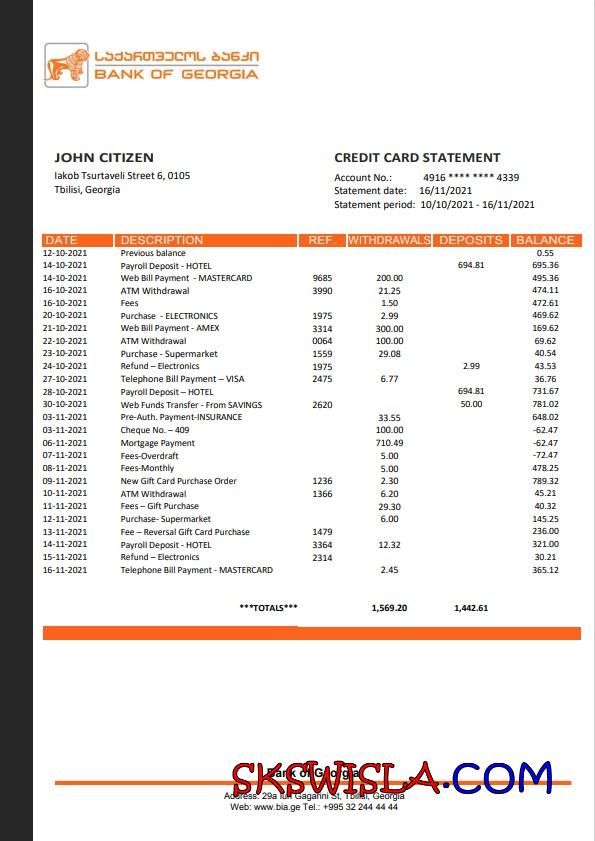 საქართველოს ბანკი
BANK OF GEORGIA
JOHN CITIZEN
Iakob Tsurtaveli Street 6, 0105
Tbilisi, Georgia
CREDIT CARD STATEMENT
Account No.: 4916 **** **** 4339
Statement date: 16/11/2021
Statement period: 10/10/2021 - 16/11/2021
DATE DESCRIPTION REF. WITHDRAWALS DEPOSITS BALANCE
12-10-2021 Previous balance 0.55
14-10-2021 Payroll Deposit - HOTEL 694.81 695.36
14-10-2021 Web Bill Payment - MASTERCARD 9685 200.00 495.36
16-10-2021 ATM Withdrawal 3990 21.25 474.11
16-10-2021 Fees 1.50 472.61
20-10-2021 Purchase - ELECTRONICS 1975 2.99 469.62
21-10-2021 Web Bill Payment - AMEX 3314 300.00 169.62
22-10-2021 ATM Withdrawal 0064 100.00 69.62
23-10-2021 Purchase - Supermarket 1559 29.08 40.54
24-10-2021 Refund – Electronics 1975 2.99 43.53
27-10-2021 Telephone Bill Payment – VISA 2475 6.77 36.76
28-10-2021 Payroll Deposit – HOTEL 694.81 731.67
30-10-2021 Web Funds Transfer - From SAVINGS 2620 50.00 781.02
03-11-2021 Pre-Auth. Payment-INSURANCE 33.55 648.02
03-11-2021 Cheque No. – 409 100.00 -62.47
06-11-2021 Mortgage Payment 710.49 -62.47
07-11-2021 Fees-Overdraft 5.00 -72.47
08-11-2021 Fees-Monthly 5.00 478.25
09-11-2021 New Gift Card Purchase Order 1236 2.30 789.32
10-11-2021 ATM Withdrawal 1366 6.20 45.21
11-11-2021 Fees – Gift Purchase 29.30 40.32
12-11-2021 Purchase- Supermarket 6.00 145.25
13-11-2021 Fee – Reversal Gift Card Purchase 1479 236.00
14-11-2021 Payroll Deposit - HOTEL 3364 12.32 321.00
15-11-2021 Refund – Electronics 2314 30.21
16-11-2021 Telephone Bill Payment - MASTERCARD 2.45 365.12
***TOTALS*** 1,569.20 1,442.61
Bank of Georgia
SKSWISLA.COM
Address: 29a Iuri Gagarini St, Tbilisi, Georgia
Web: www.bia.ge Tel.: +995 32 244 44 44